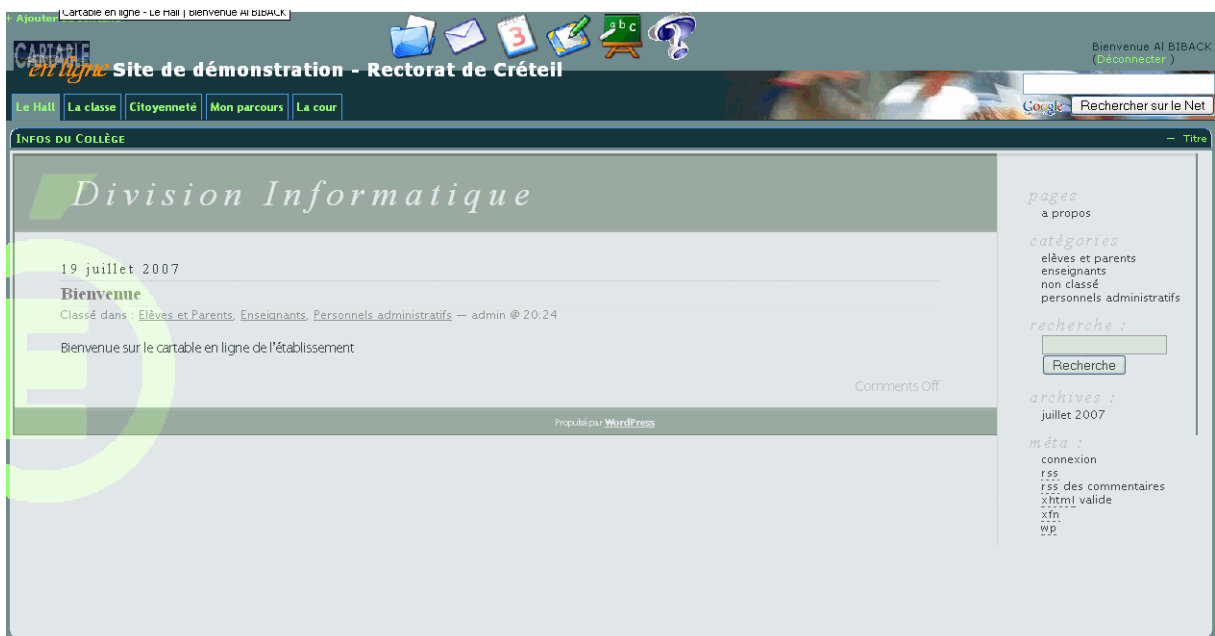 + Ajouter
Cartable en ligne - Le Hall | Bienvenue Al BIBACK
3
abc
CARTABLE
en ligne
Site de démonstration - Rectorat de Créteil
Bienvenue Al BIBACK
(Déconnecter )
Le Hall La classe Citoyenneté Mon parcours La cour
Google Rechercher sur le Net
INFOS DU COLLÈGE
— Titre
Division Informatique
19 juillet 2007
Bienvenue
Classé dans : Elèves et Parents, Enseignants, Personnels administratifs — admin @ 20:24
Bienvenue sur le cartable en ligne de l'établissement
Comments Off
Propulsé par WordPress
pages
a propos
catégories
elèves et parents
enseignants
non classé
personnels administratifs
recherche :
Recherche
archives :
juillet 2007
méta :
connexion
rss
rss des commentaires
xhtml valide
xfn
wp